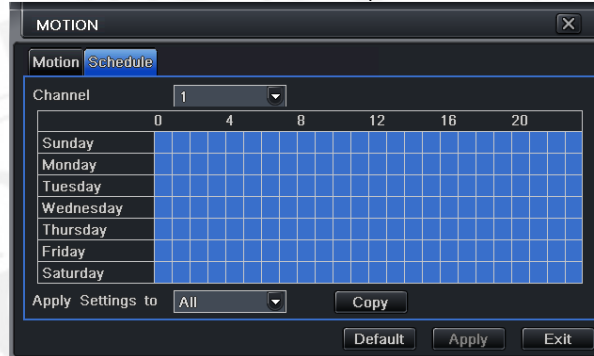 MOTION
Motion Schedule
Channel 1
0 4 8 12 16 20
Sunday
Monday
Tuesday
Wednesday
Thursday
Friday
Saturday
Apply Settings to All Copy
Default Apply Exit